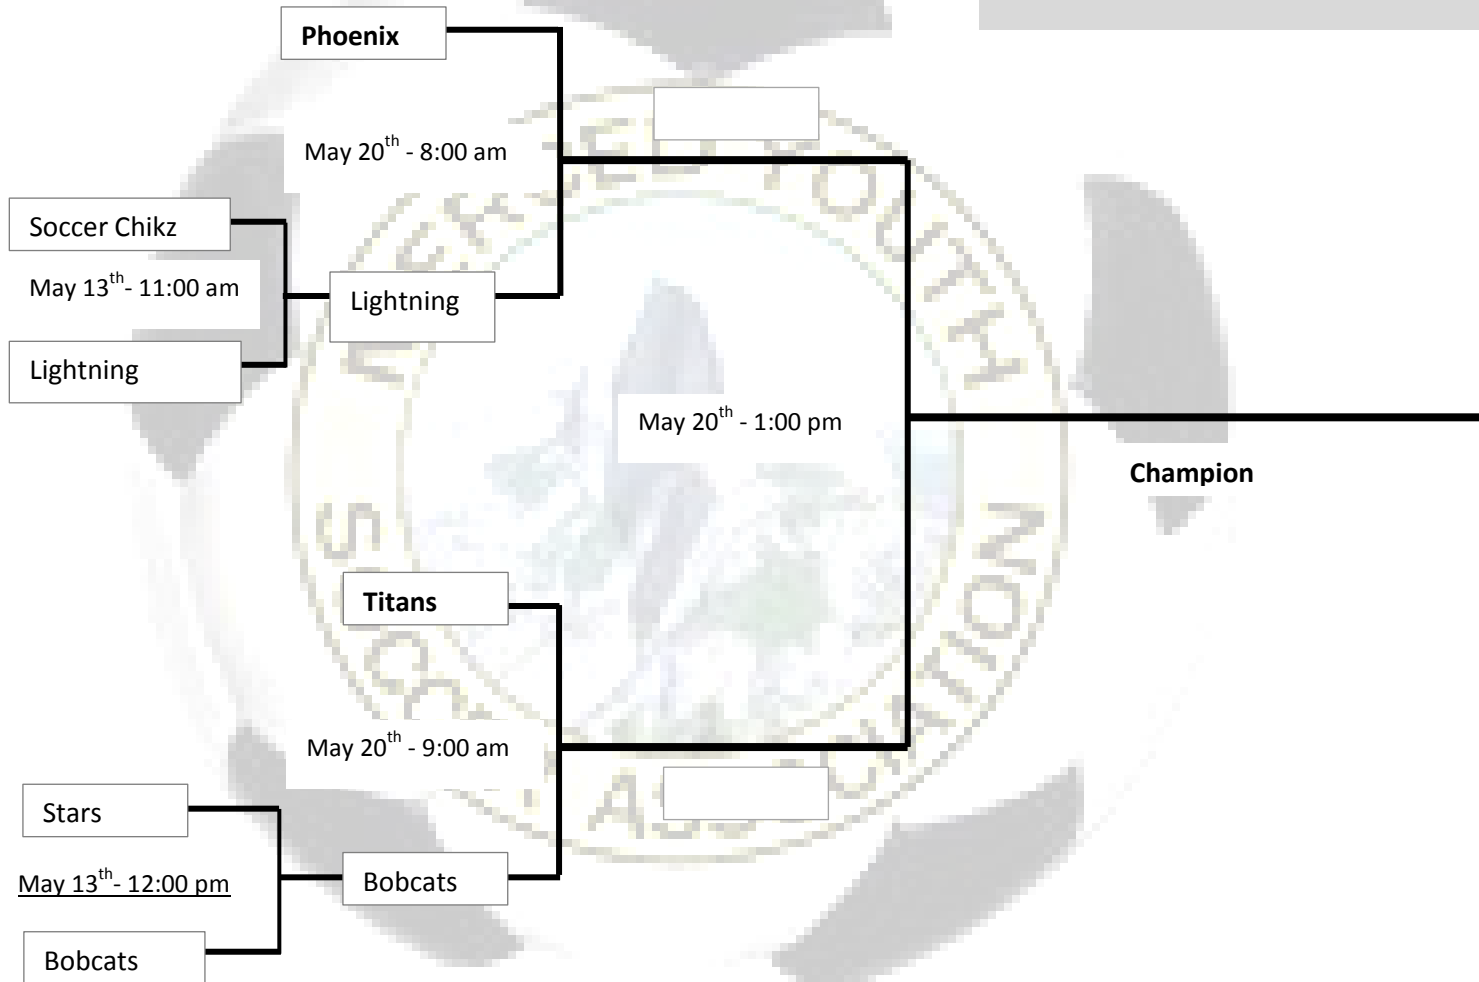 Phoenix
May 20th - 8:00 am
Soccer Chikz
May 13th- 11:00 am
Lightning
Lightning
May 20th - 1:00 pm
Champion
Titans
May 20th - 9:00 am
Stars
May 13th- 12:00 pm
Bobcats
Bobcats
YOUTH